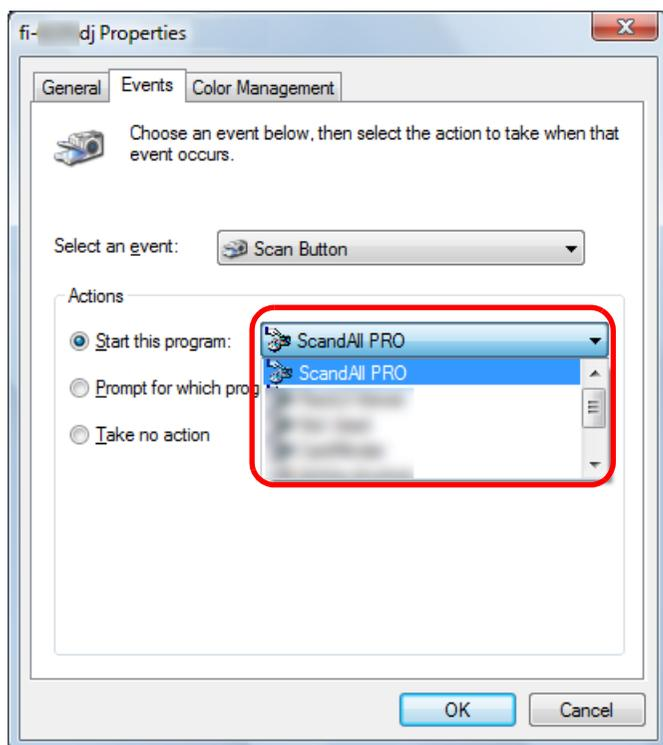 fi- dj Properties
General Events Color Management
Choose an event below, then select the action to take when that
event occurs.
Select an event: Scan Button
Actions
Start this program: ScandAll PRO
ScandAll PRO
Prompt for which prog
Take no action
OK Cancel